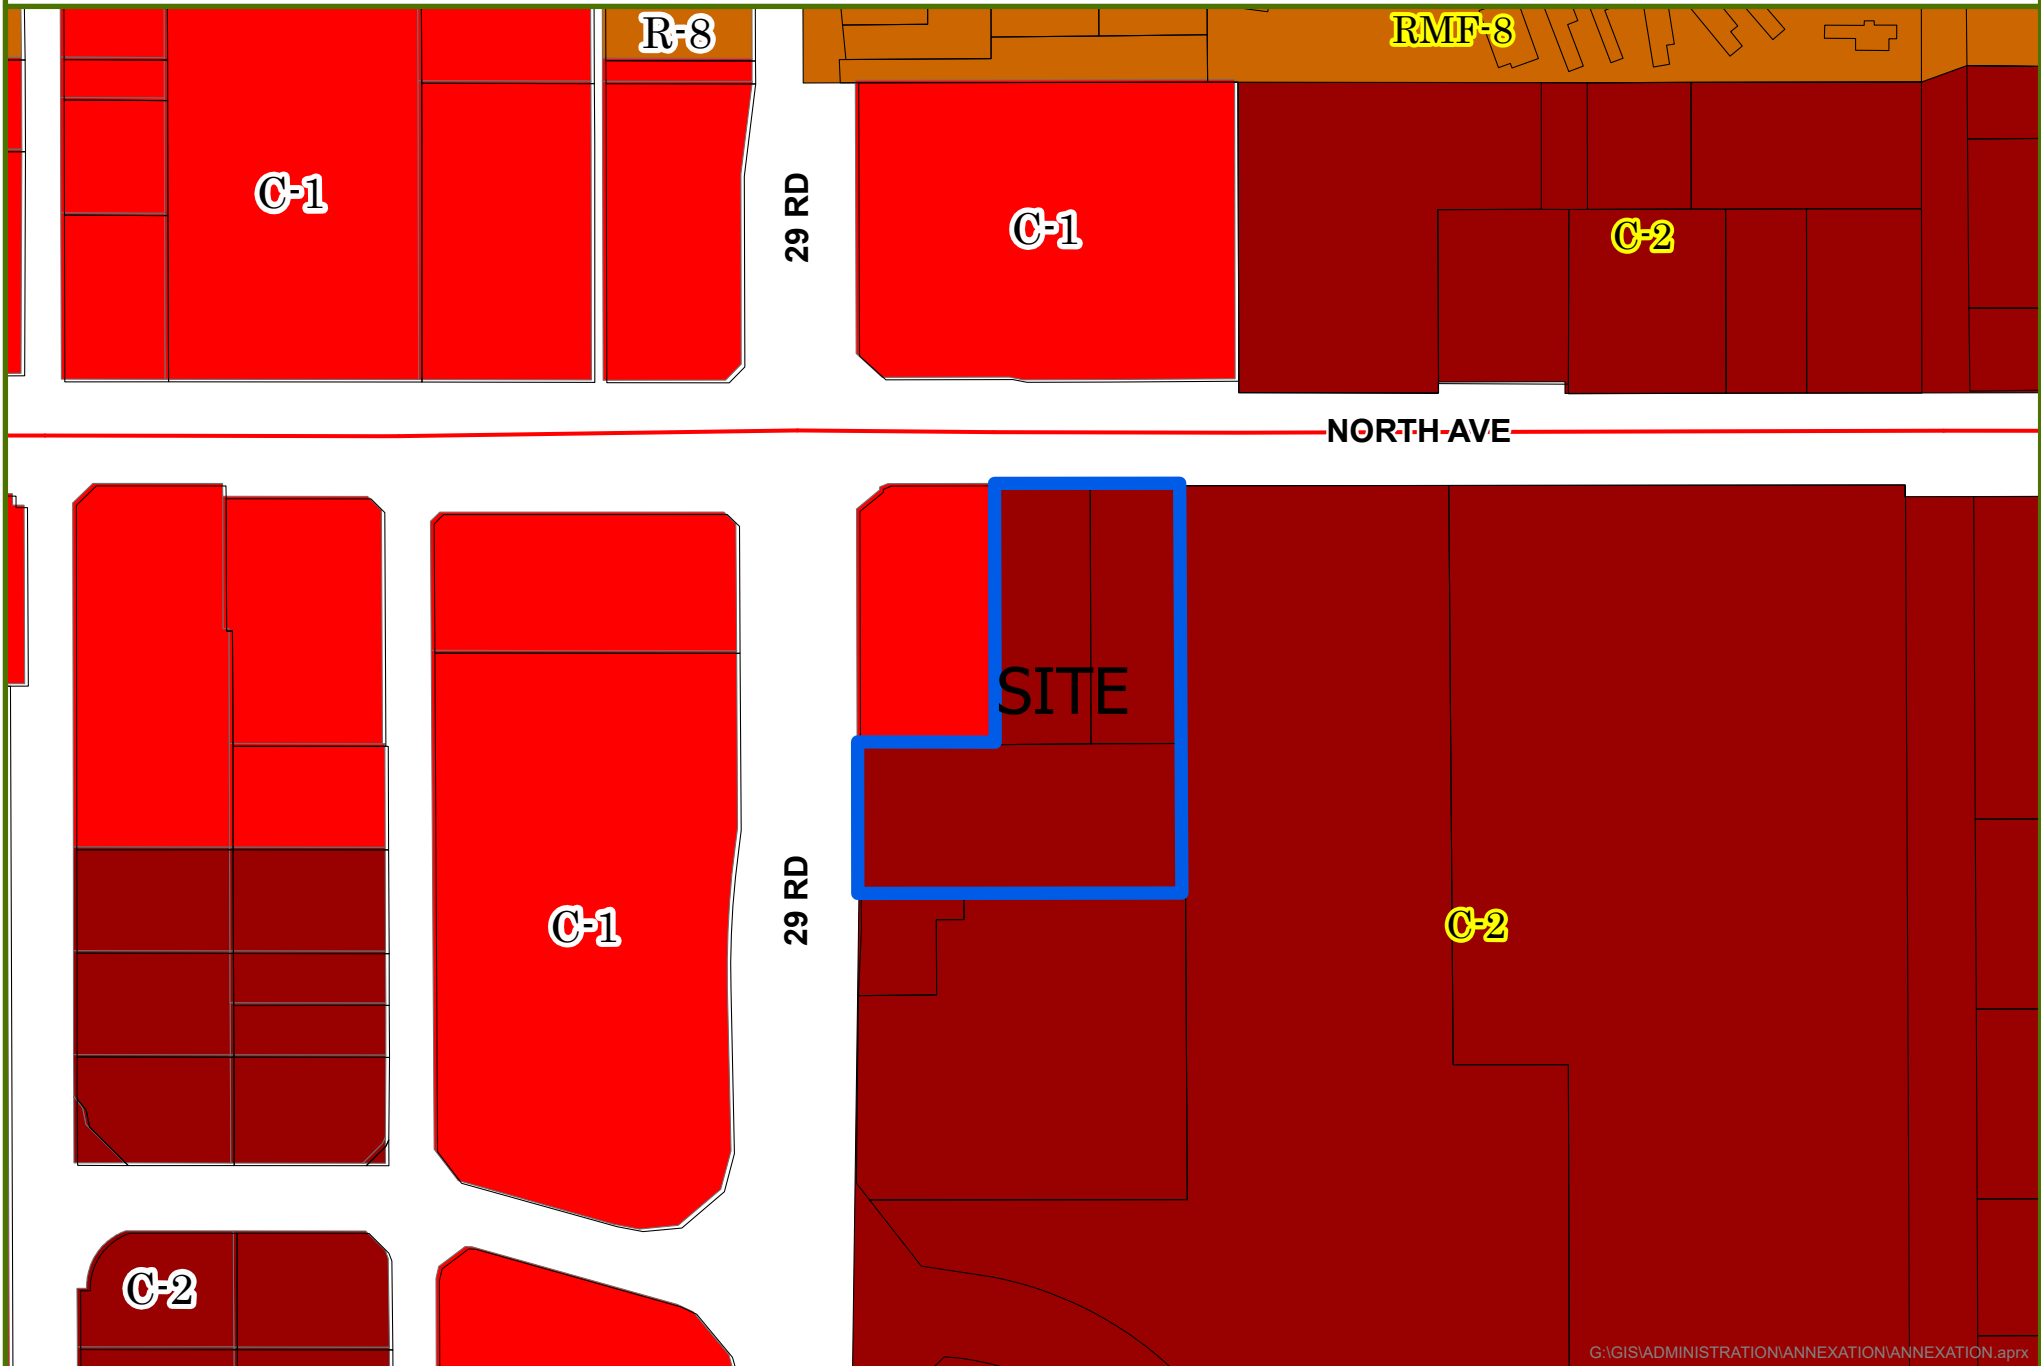 R-8
RMF-8
C-1
29 RD
C-1
C-2
NORTH AVE
SITE
C-1
29 RD
C-2
C-2
G:\GIS\ADMINISTRATION\ANNEXATION\ANNEXATION.aprx